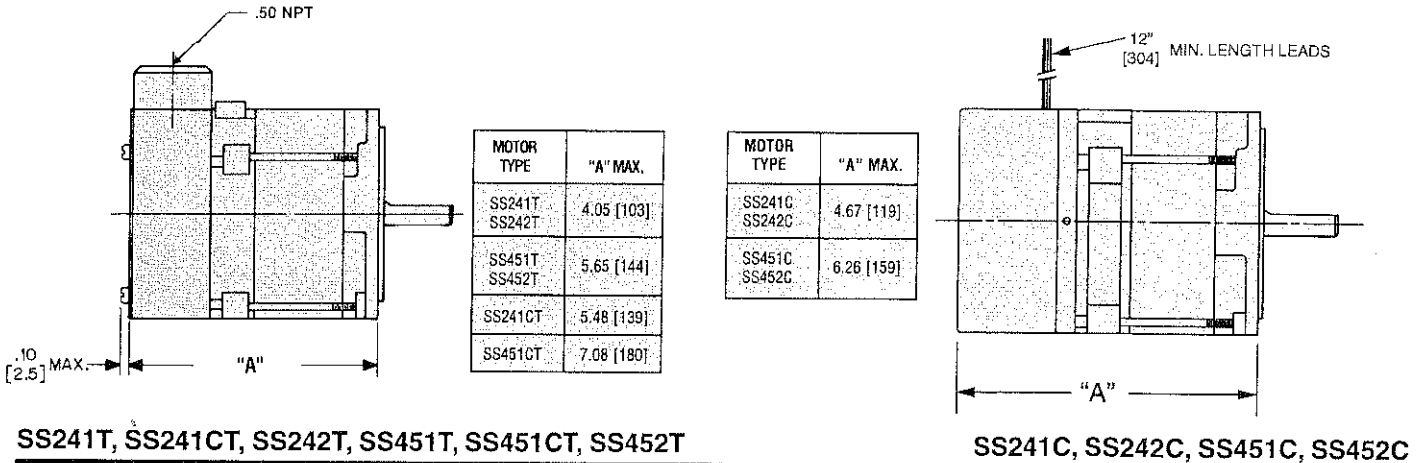 .50 NPT
12"
[304] MIN. LENGTH LEADS
MOTOR TYPE "A" MAX.
SS241T
SS242T 4.05 [103]
SS451T
SS452T 5.65 [144]
SS241CT 5.48 [139]
SS451CT 7.08 [180]
MOTOR TYPE "A" MAX.
SS241C
SS242C 4.67 [119]
SS451C
SS452C 6.26 [159]
.10
[2.5] MAX.
"A"
"A"
SS241T, SS241CT, SS242T, SS451T, SS451CT, SS452T
SS241C, SS242C, SS451C, SS452C